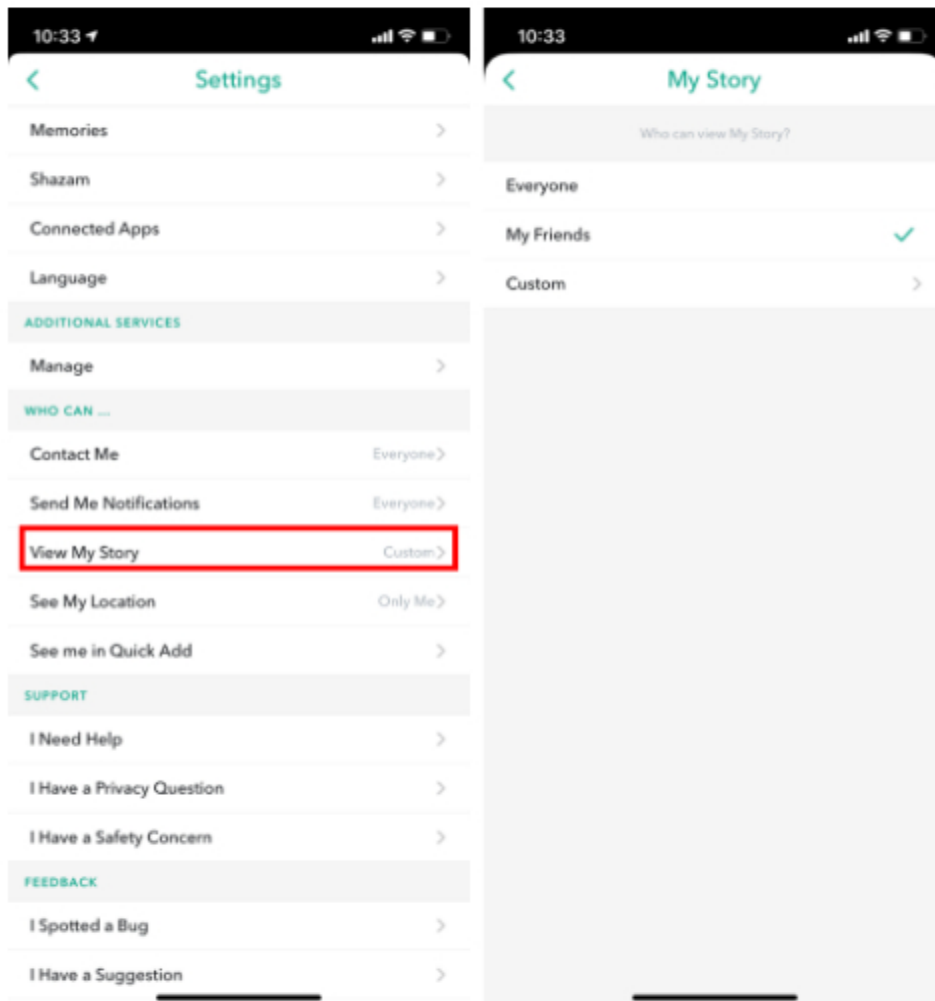 10:33
Settings
Memories
Shazam
Connected Apps
Language
ADDITIONAL SERVICES
Manage
WHO CAN ...
Contact Me Everyone
Send Me Notifications Everyone
View My Story Custom
See My Location Only Me
See me in Quick Add
SUPPORT
I Need Help
I Have a Privacy Question
I Have a Safety Concern
FEEDBACK
I Spotted a Bug
I Have a Suggestion
10:33
My Story
Who can view My Story?
Everyone
My Friends
Custom